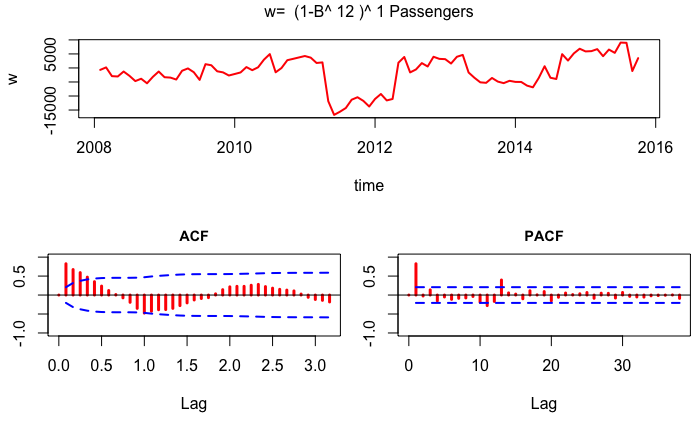 w=  (1-B^ 12 )^ 1 Passengers
w
5000
-15000
2008 2010 2012 2014 2016
time
ACF
0.5
-1.0
0.0 0.5 1.0 1.5 2.0 2.5 3.0
Lag
PACF
0.5
-1.0
0 10 20 30
Lag